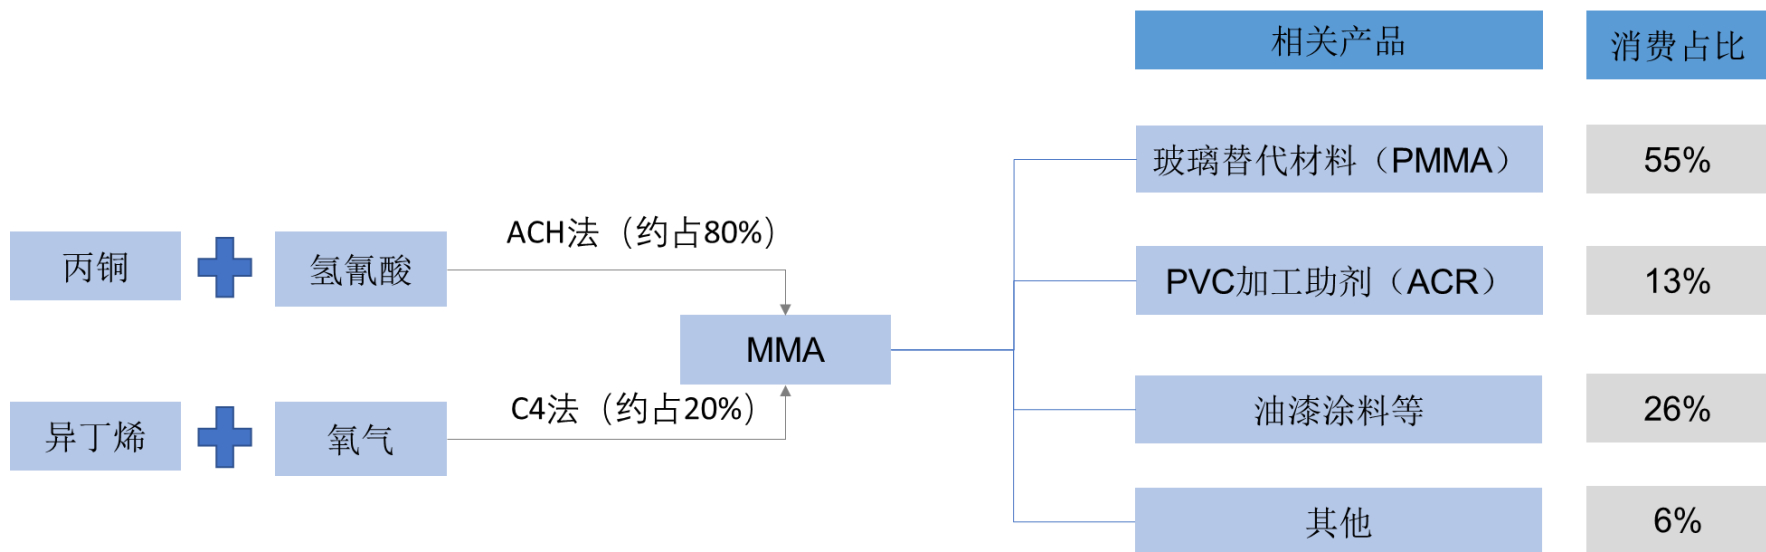 相关产品
消费占比
玻璃替代材料（PMMA）
55%
ACH法（约占80%）
丙铜
氢氰酸
PVC加工助剂（ACR）
13%
MMA
C4法（约占20%）
异丁烯
氧气
油漆涂料等
26%
其他
6%